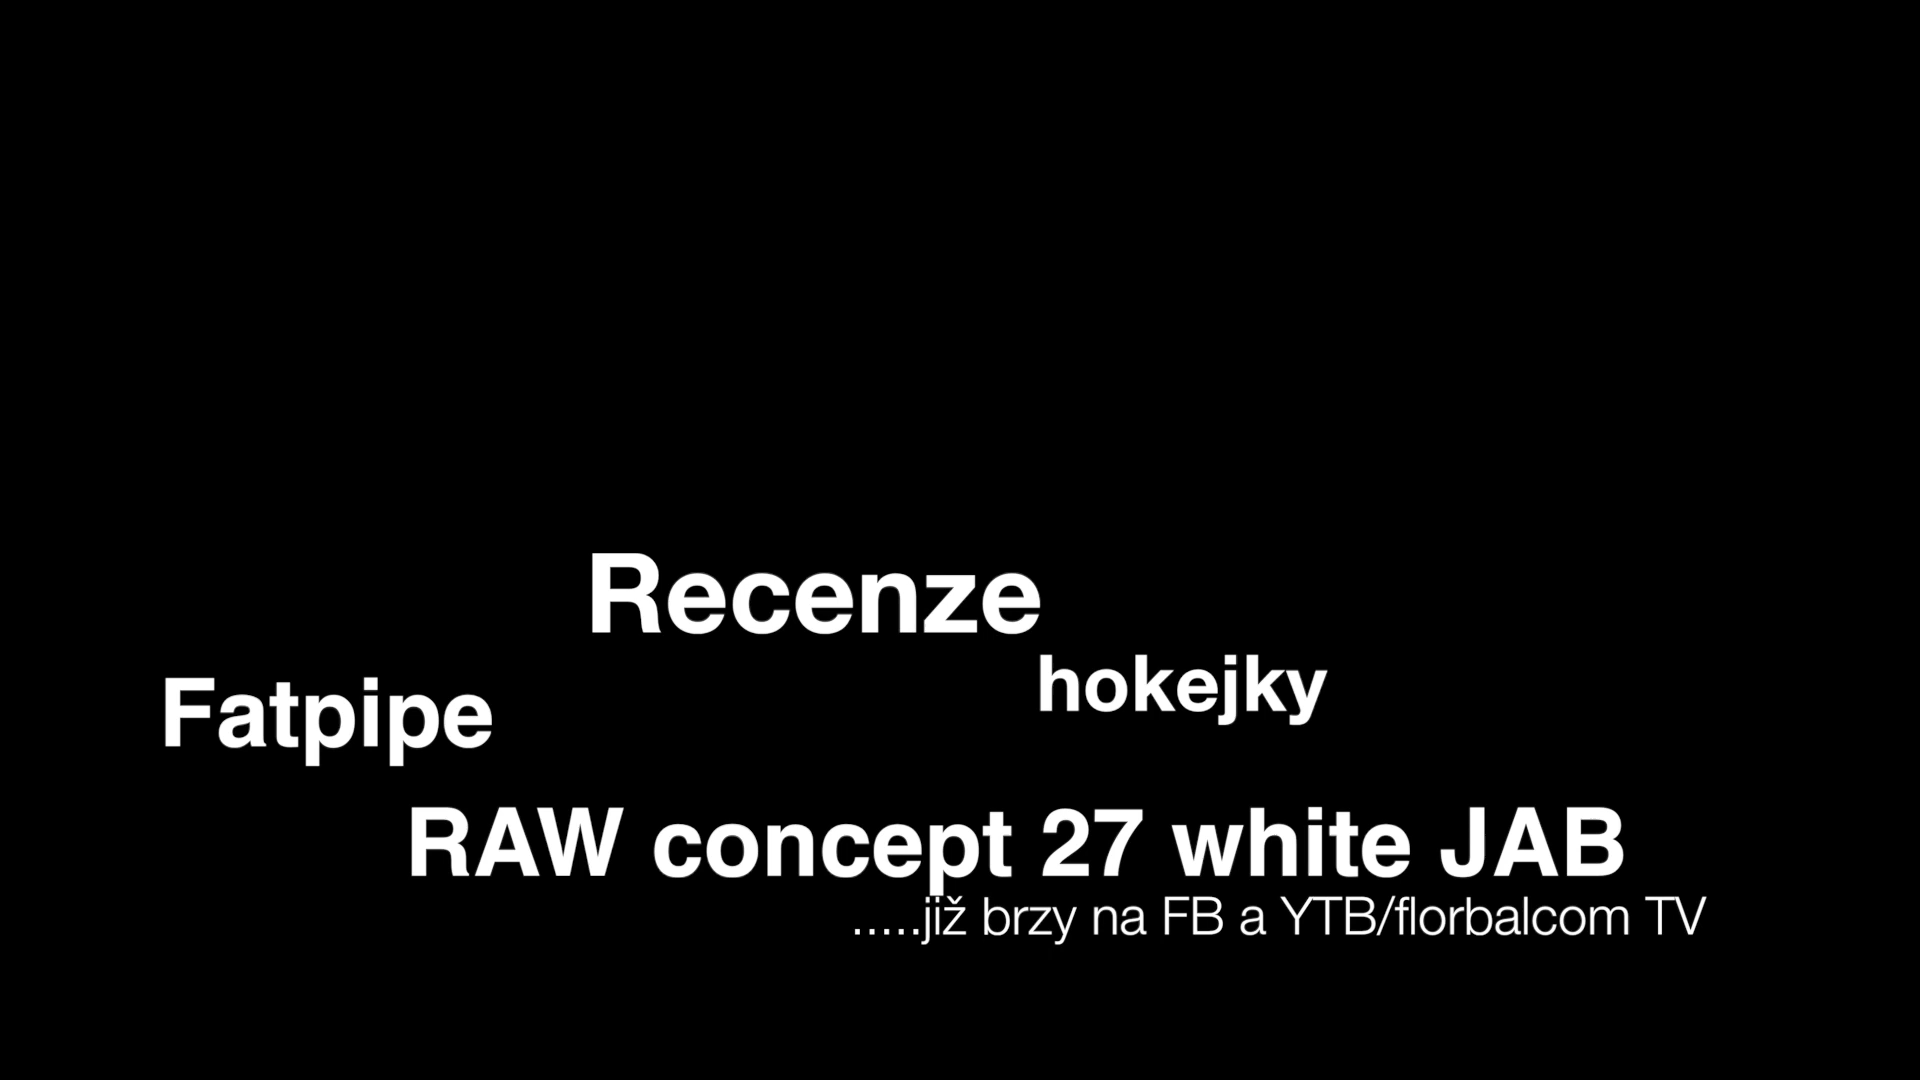 Recenze
hokejky
Fatpipe
RAW concept 27 white JAB
.....již brzy na FB a YTB/florbalcom TV